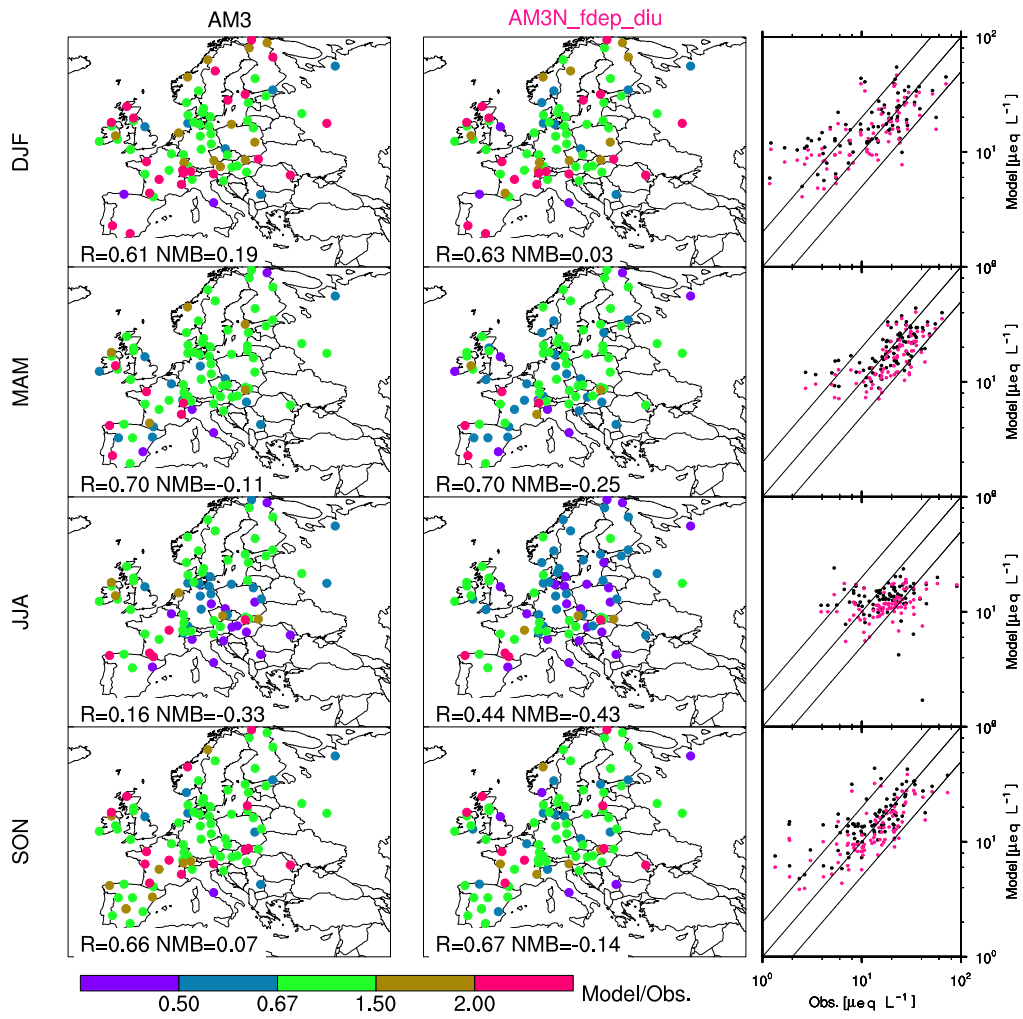 AM3
AM3N_fdep_diu
DJF
R=0.61 NMB=0.19
R=0.63 NMB=0.03
10²
10¹
Model [μeq L⁻¹]
MAM
R=0.70 NMB=-0.11
R=0.70 NMB=-0.25
10¹
Model [μeq L⁻¹]
JJA
R=0.16 NMB=-0.33
R=0.44 NMB=-0.43
10¹
Model [μeq L⁻¹]
SON
R=0.66 NMB=0.07
R=0.67 NMB=-0.14
10¹
10⁰
Model [μeq L⁻¹]
10⁰ 10¹ 10²
Obs. [μeq L⁻¹]
0.50 0.67 1.50 2.00 Model/Obs.